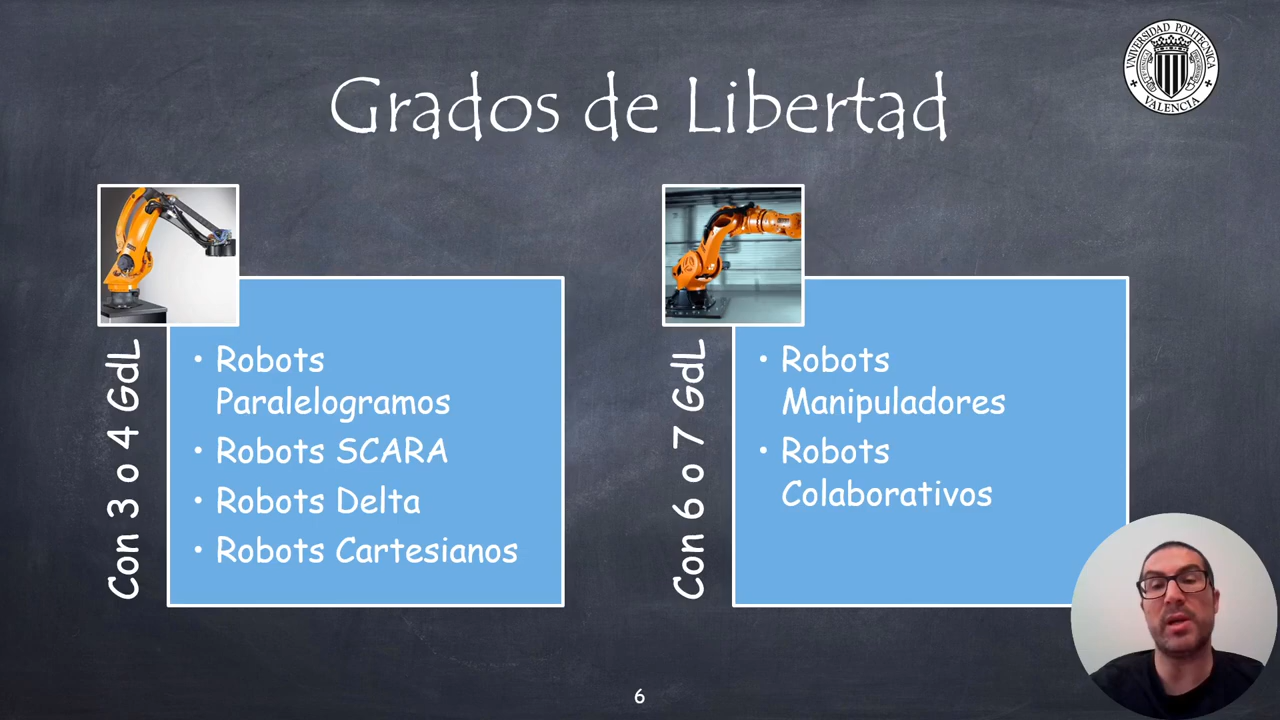 UNIVERSIDAD POLITECNICA
VALENCIA
Grados de Libertad
Con 3 o 4 GdL
• Robots
Paralelogramos
• Robots SCARA
• Robots Delta
• Robots Cartesianos
Con 6 o 7 GdL
• Robots
Manipuladores
• Robots
Colaborativos
6